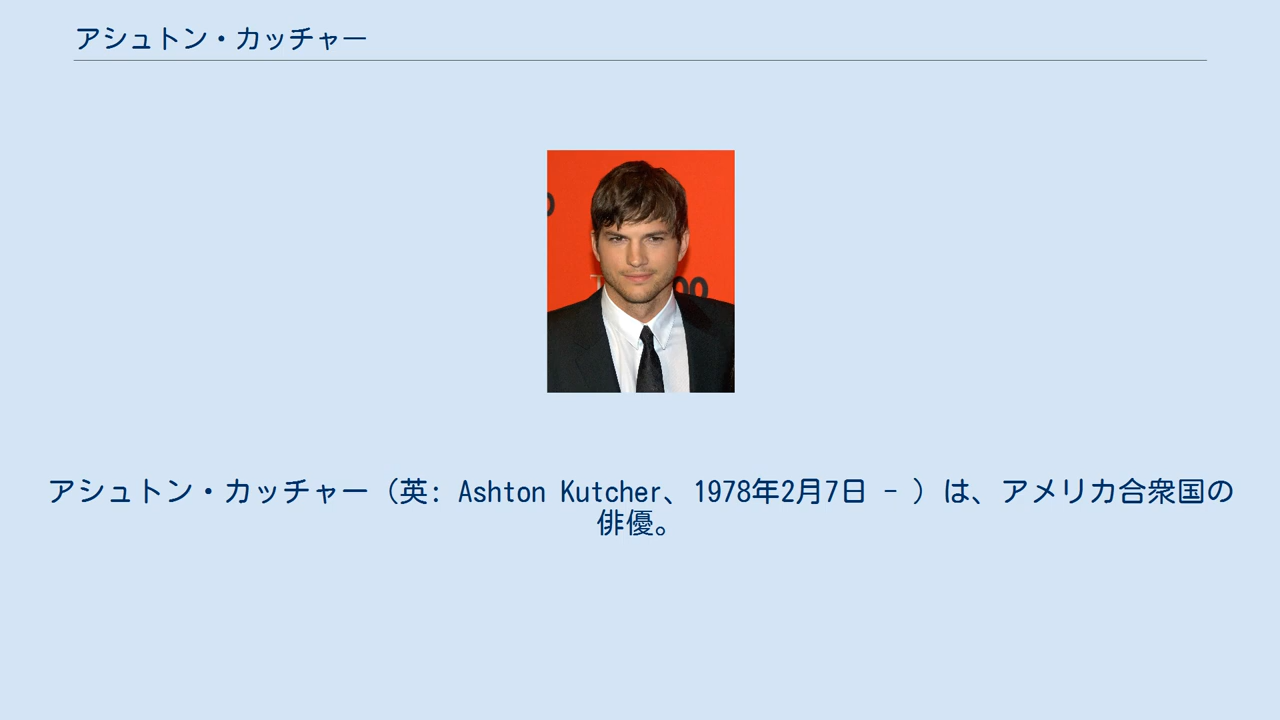 アシュトン・カッチャー
アシュトン・カッチャー（英: Ashton Kutcher、1978年2月7日 - ）は、アメリカ合衆国の
俳優。